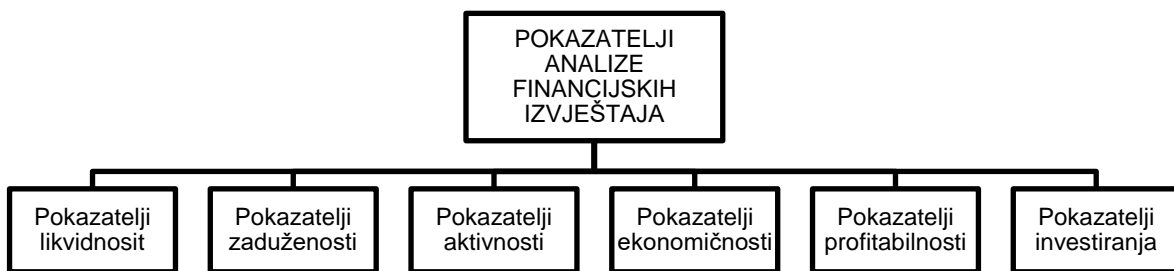 POKAZATELJI
ANALIZE
FINANCIJSKIH
IZVJEŠTAJA
Pokazatelji
likvidnosit
Pokazatelji
zaduženosti
Pokazatelji
aktivnosti
Pokazatelji
ekonomičnosti
Pokazatelji
profitabilnosti
Pokazatelji
investiranja